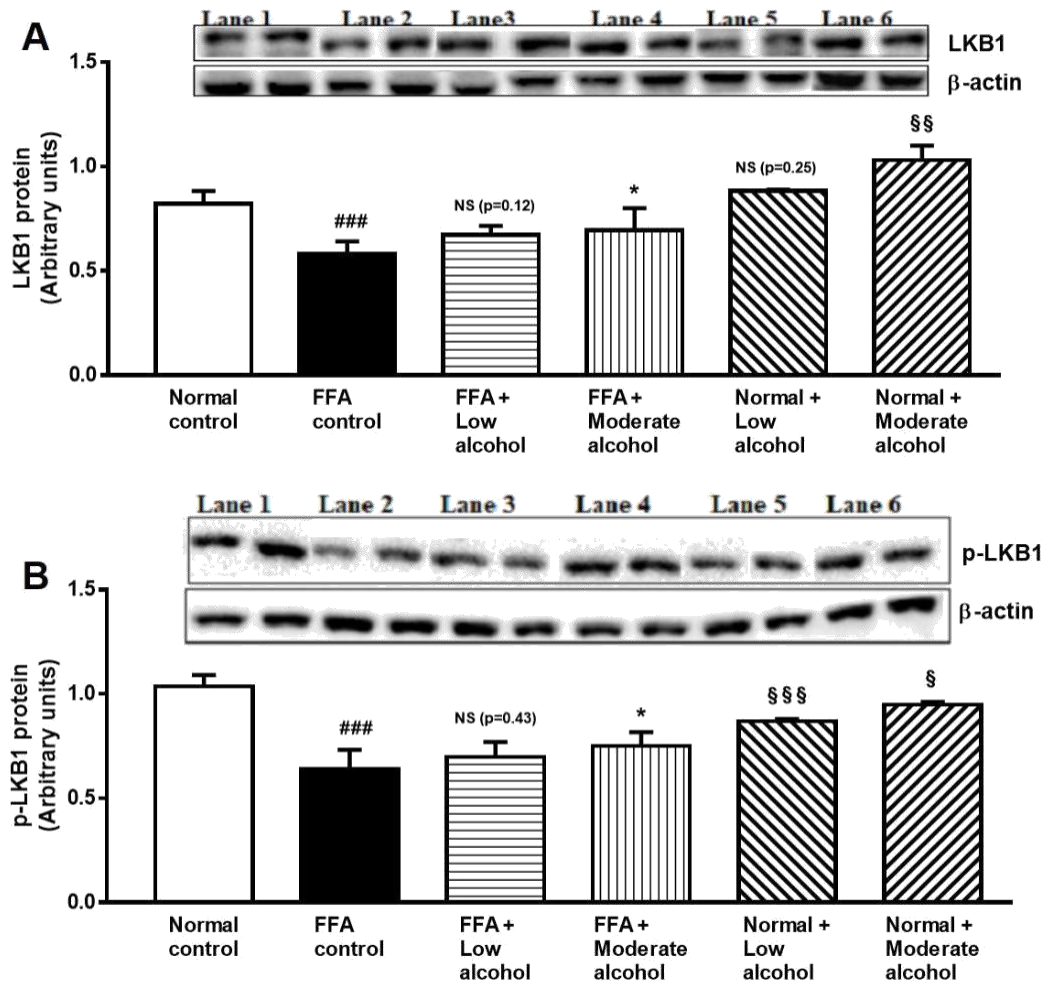 A
Lane 1 Lane 2 Lane3 Lane 4 Lane 5 Lane 6
LKB1
β-actin
LKB1 protein
(Arbitrary units)
1.5
1.0
0.5
0.0
###
NS (p=0.12)
*
NS (p=0.25)
§§
Normal control
FFA control
FFA + Low alcohol
FFA + Moderate alcohol
Normal + Low alcohol
Normal + Moderate alcohol
B
Lane 1 Lane 2 Lane 3 Lane 4 Lane 5 Lane 6
p-LKB1
β-actin
p-LKB1 protein
(Arbitrary units)
1.5
1.0
0.5
0.0
###
NS (p=0.43)
*
§§§
§
Normal control
FFA control
FFA + Low alcohol
FFA + Moderate alcohol
Normal + Low alcohol
Normal + Moderate alcohol